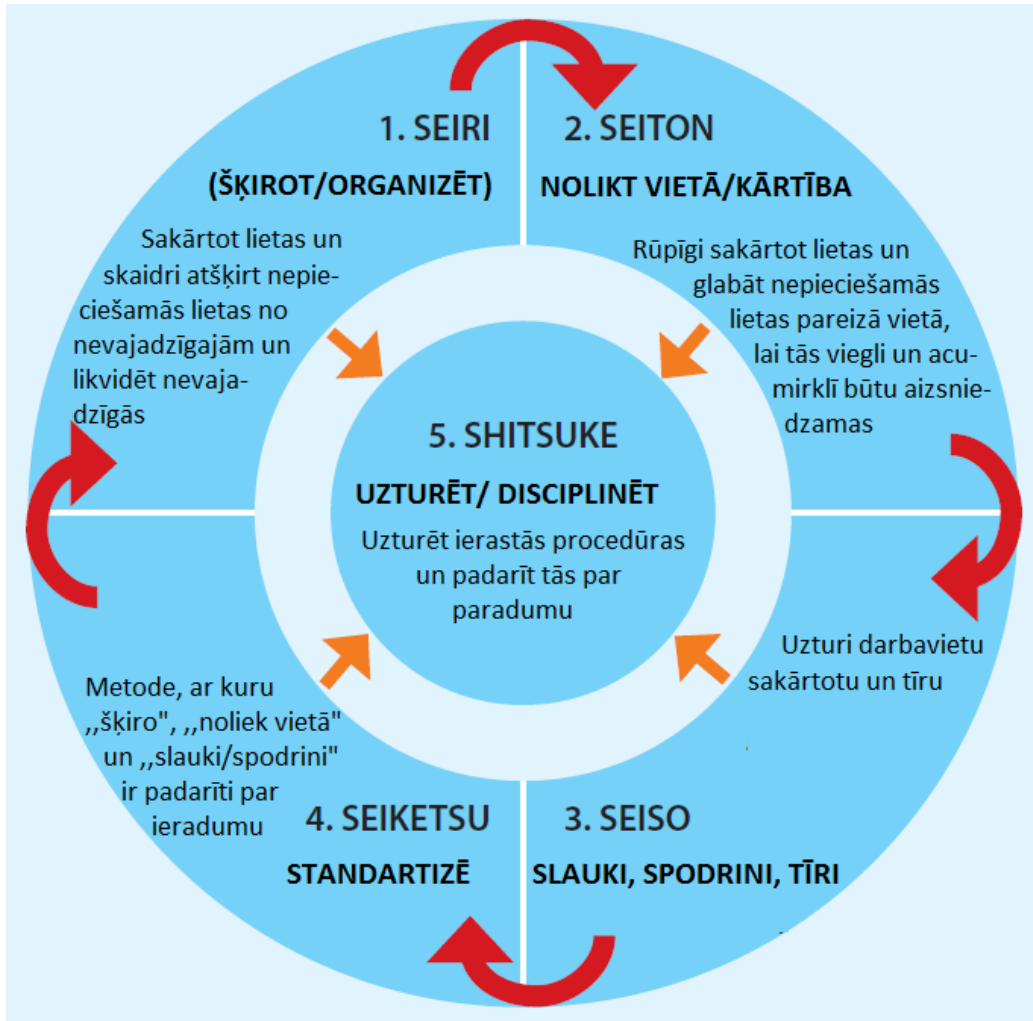 1. SEIRI
(ŠĶIROT/ORGANIZĒT)
Sakārtot lietas un
skaidri atšķirt nepie-
ciešamās lietas no
nevajadzīgajām un
likvidēt nevaja-
dzīgās
2. SEITON
NOLIKT VIETĀ/KĀRTĪBA
Rūpīgi sakārtot lietas un
glabāt nepieciešamās
lietas pareizā vietā,
lai tās viegli un acu-
mirklī būtu aizsnie-
dzamas
5. SHITSUKE
UZTURĒT/ DISCIPLINĒT
Uzturēt ierastās procedūras
un padarīt tās par
paradumu
Uzturi darbavietu
sakārtotu un tīru
3. SEISO
SLAUKI, SPODRINI, TĪRI
Metode, ar kuru
,,šķiro", ,,noliek vietā"
un ,,slauki/spodrini"
ir padarīti par
ieradumu
4. SEIKETSU
STANDARTIZĒ